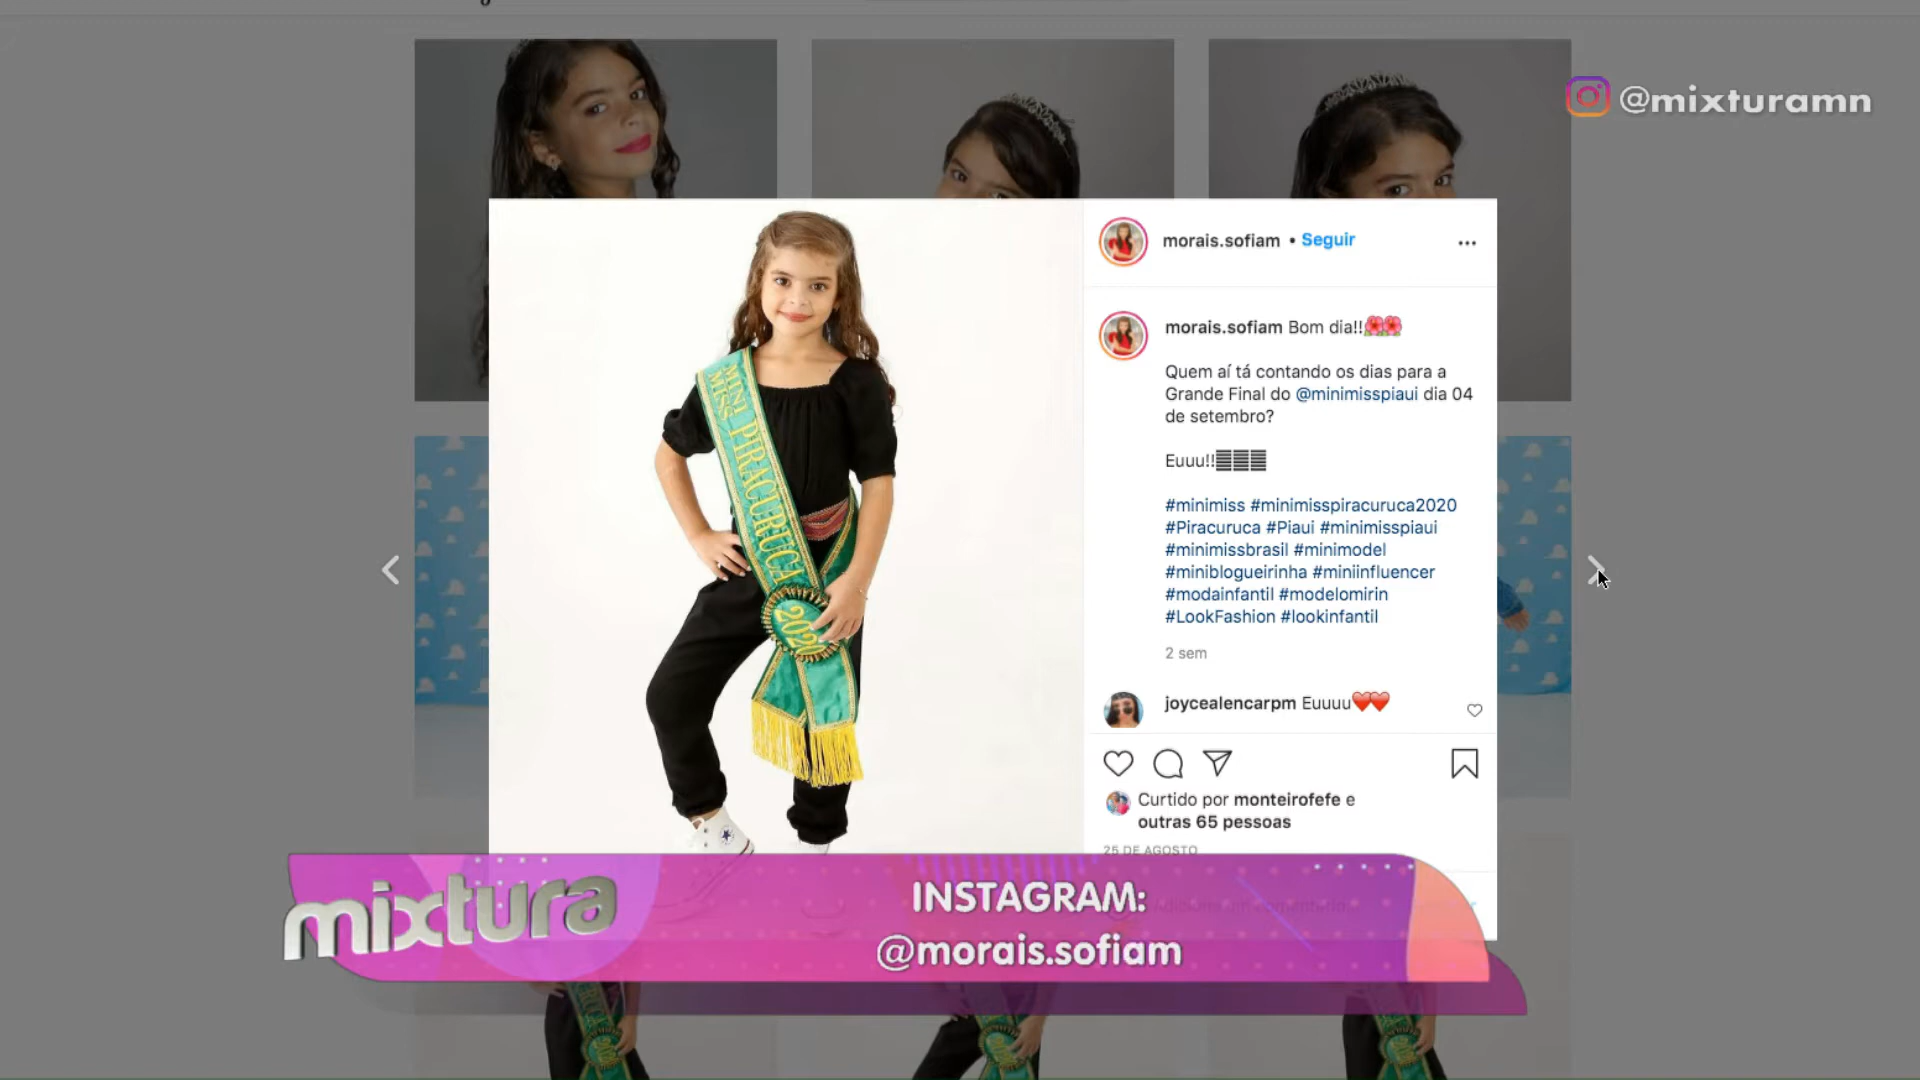 @mixturamn
morais.sofiam • Seguir
morais.sofiam Bom dia!!🌺🌺
Quem aí tá contando os dias para a
Grande Final do @minimisspiaui dia 04
de setembro?
Euuu!!
#minimiss #minimisspiracuruca2020
#Piracuruca #Piaui #minimisspiaui
#minimissbrasil #minimodel
#miniblogueirinha #miniinfluencer
#modainfantil #modelomirin
#LookFashion #lookinfantil
2 sem
joycealencarpm Euuuu❤️❤️
Curtido por monteirofefe e
outras 65 pessoas
25 DE AGOSTO
MINI
MISS PIRACURUCA
2020
mixtura
INSTAGRAM:
@morais.sofiam